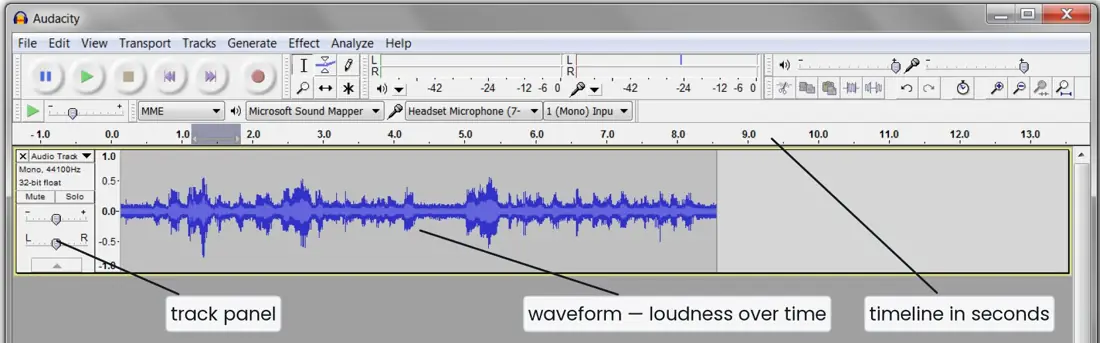 Audacity
File Edit View Transport Tracks Generate Effect Analyze Help
L R -42 -24 -12 -6 0
L R -42 -24 -12 -6 0
MME Microsoft Sound Mapper Headset Microphone (7- 1 (Mono) Inpu
- 1.0 0.0 1.0 2.0 3.0 4.0 5.0 6.0 7.0 8.0 9.0 10.0 11.0 12.0 13.0
Audio Track
Mono, 44100Hz
32-bit float
Mute Solo
L R
1.0
0.5-
0.0-
-0.5-
-1.0
track panel
waveform — loudness over time
timeline in seconds